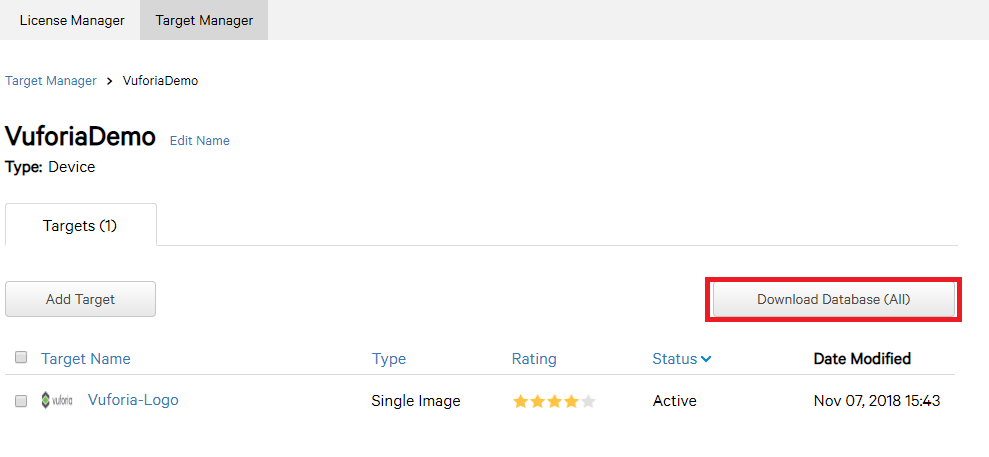 License Manager Target Manager
Target Manager > VuforiaDemo
VuforiaDemo Edit Name
Type: Device
Targets (1)
Add Target Download Database (All)
Target Name Type Rating Status Date Modified
vuforia Vuforia-Logo Single Image Active Nov 07, 2018 15:43